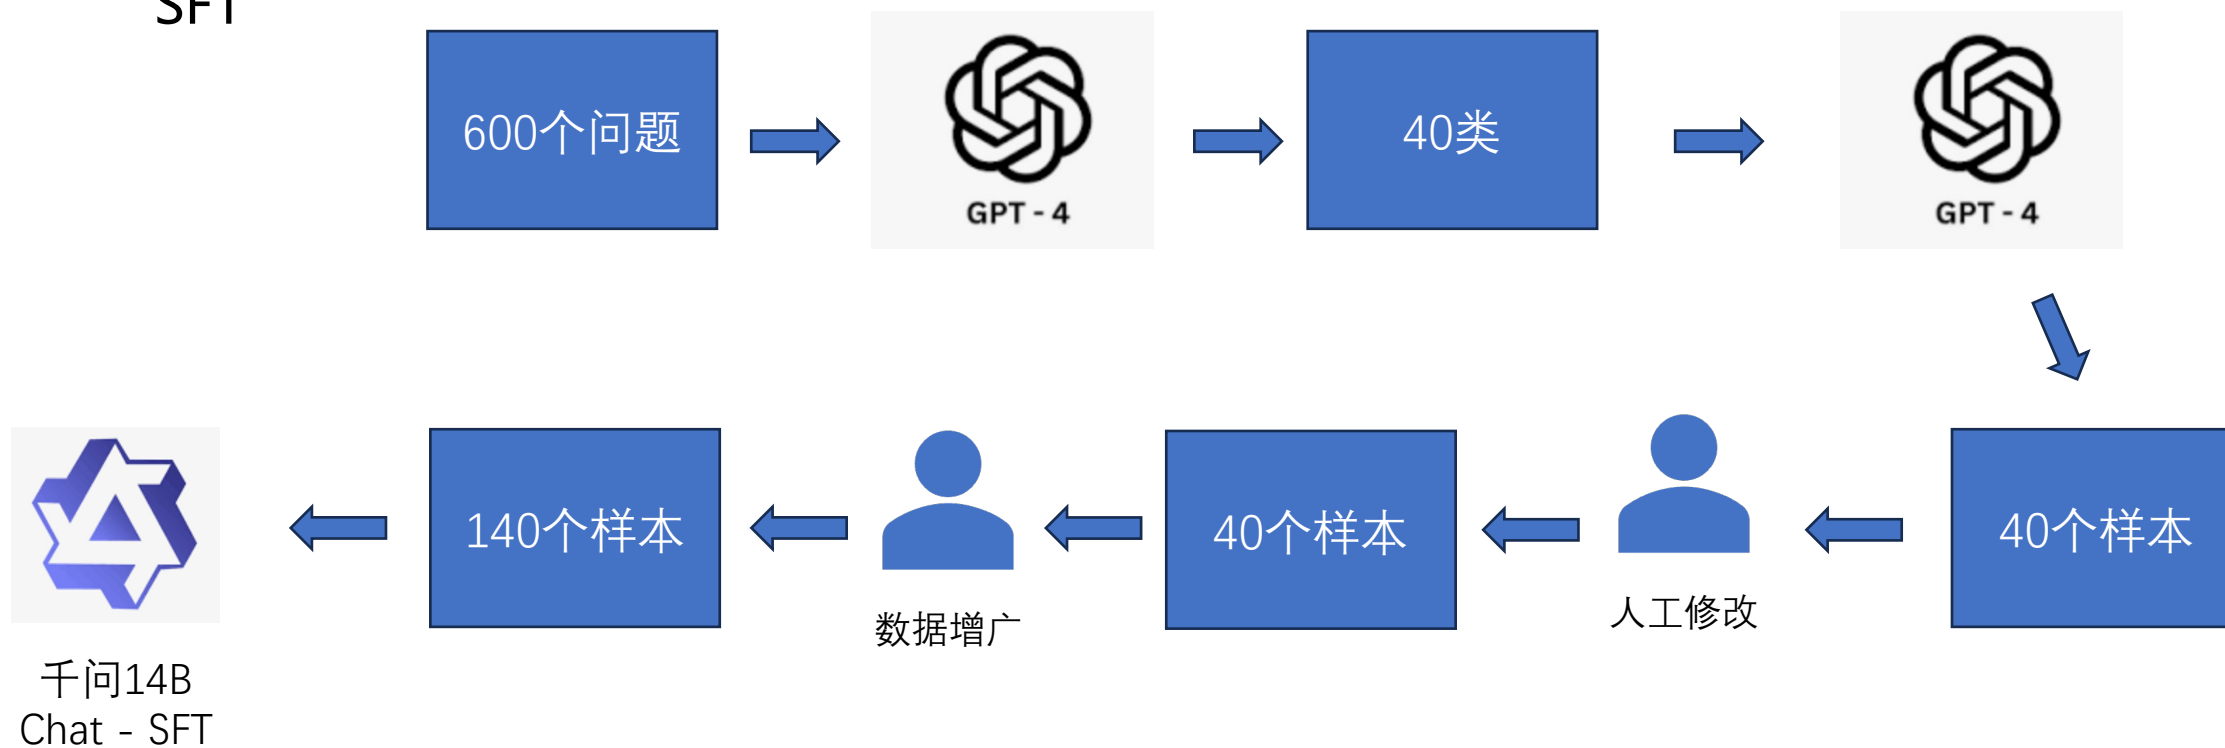 SFT
600个问题
GPT - 4
40类
GPT - 4
40个样本
人工修改
40个样本
数据增广
140个样本
千问14B
Chat - SFT